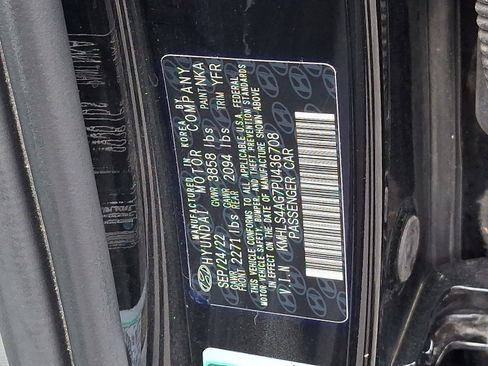 MANUFACTURED IN KOREA BY
HYUNDAI MOTOR COMPANY
SEP/24/22 GVWR 3858 lbs PAINT:NKA
GAWR FRONT 2271lbs GAWR REAR 2094 lbs TRIM YFR
THIS VEHICLE CONFORMS TO ALL APPLICABLE U.S.A. FEDERAL
MOTOR VEHICLE SAFETY, BUMPER, AND THEFT PREVENTION STANDARDS
IN EFFECT ON THE DATE OF MANUFACTURE SHOWN ABOVE
V.I.N KMHLS4AG7PU436708
PASSENGER CAR